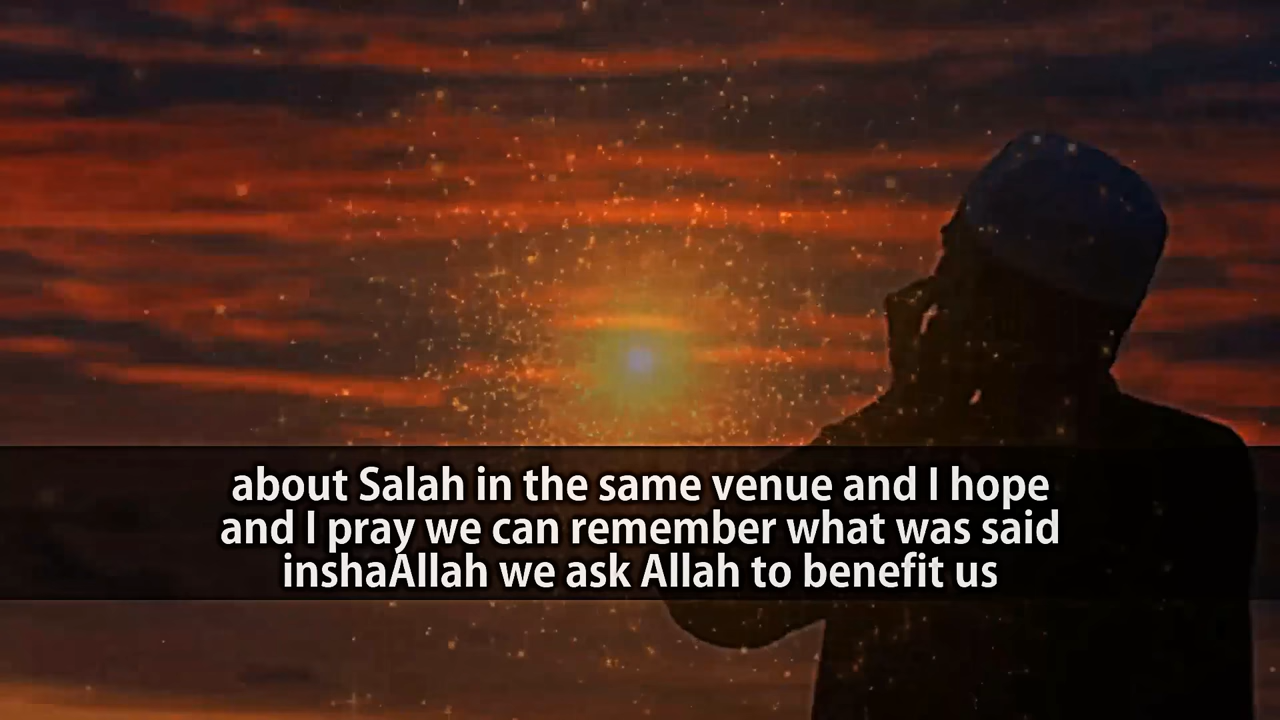 about Salah in the same venue and I hope
and I pray we can remember what was said
inshaAllah we ask Allah to benefit us